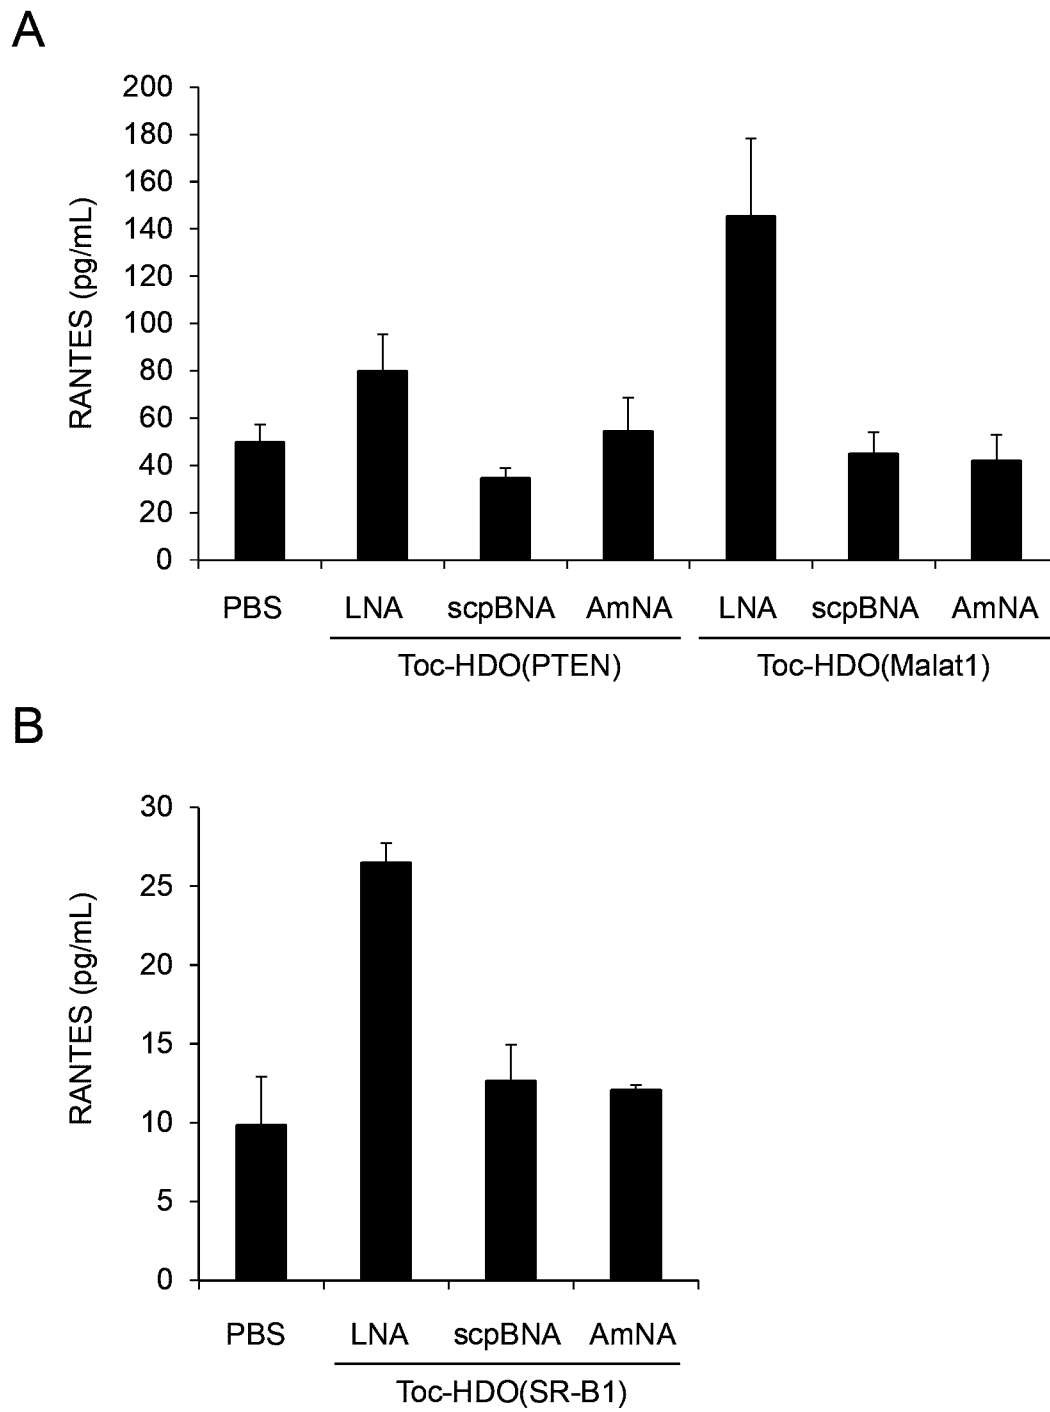 A
RANTES (pg/mL)
200
180
160
140
120
100
80
60
40
20
0
PBS LNA scpBNA AmNA LNA scpBNA AmNA
Toc-HDO(PTEN) Toc-HDO(Malat1)
B
RANTES (pg/mL)
30
25
20
15
10
5
0
PBS LNA scpBNA AmNA
Toc-HDO(SR-B1)